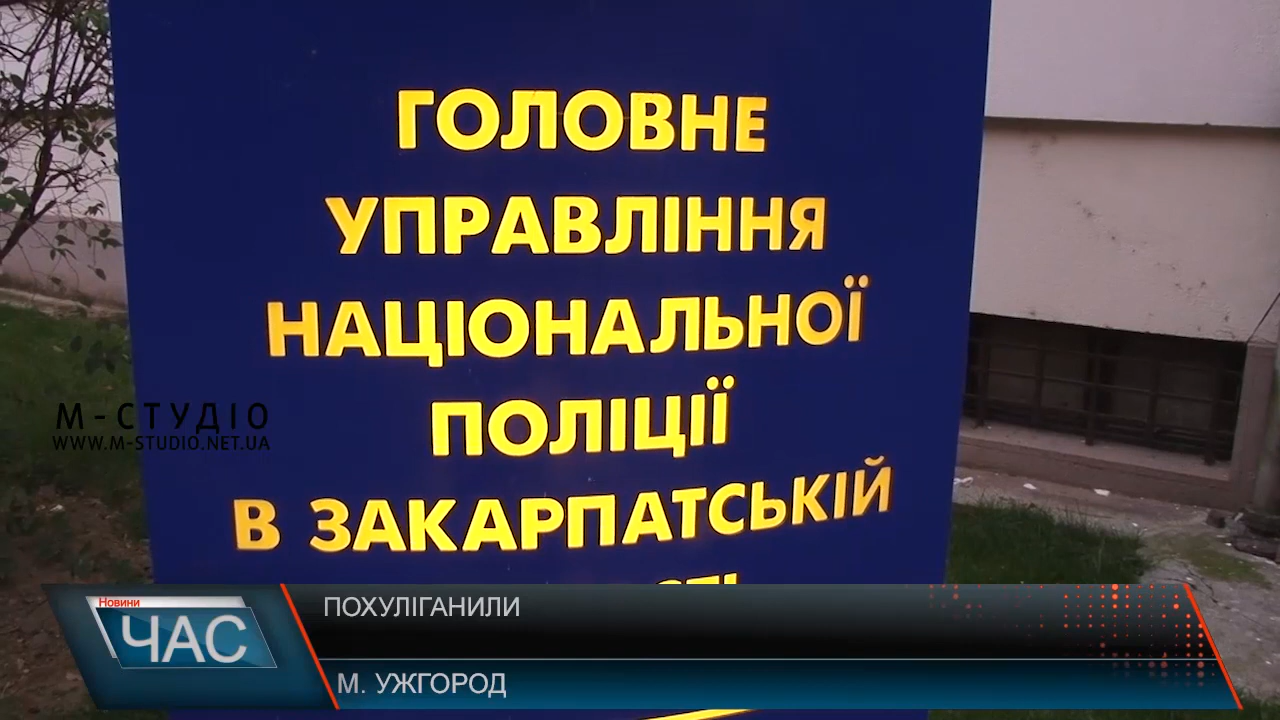 ГОЛОВНЕ
УПРАВЛІННЯ
НАЦІОНАЛЬНОЇ
ПОЛІЦІЇ
В ЗАКАРПАТСЬКІЙ
М-СТУДІО
WWW.M-STUDIO.NET.UA
Новини
ЧАС
ПОХУЛІГАНИЛИ
М. УЖГОРОД